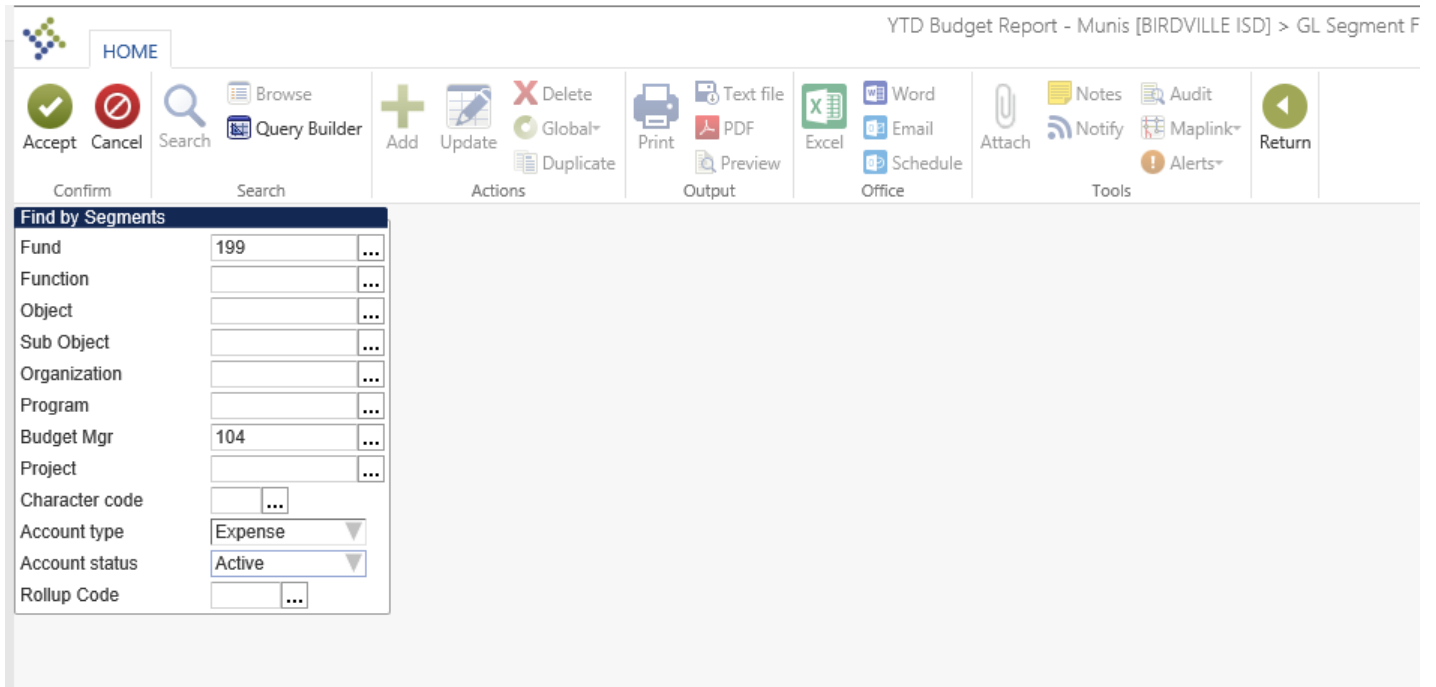 YTD Budget Report - Munis [BIRDVILLE ISD] > GL Segment F
HOME
Accept
Cancel
Search
Browse
Query Builder
Add
Update
Delete
Global
Duplicate
Print
Text file
PDF
Preview
Excel
Word
Email
Schedule
Attach
Notes
Notify
Audit
Maplink
Alerts
Return
Confirm
Search
Actions
Output
Office
Tools
Find by Segments
Fund 199 ...
Function ...
Object ...
Sub Object ...
Organization ...
Program ...
Budget Mgr 104 ...
Project ...
Character code ...
Account type Expense
Account status Active
Rollup Code ...